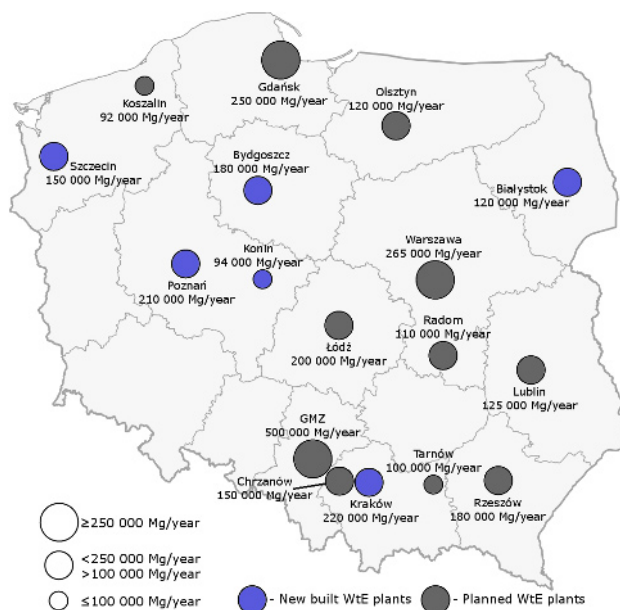 Gdańsk
250 000 Mg/year
Koszalin
92 000 Mg/year
Olsztyn
120 000 Mg/year
Szczecin
150 000 Mg/year
Bydgoszcz
180 000 Mg/year
Białystok
120 000 Mg/year
Warszawa
265 000 Mg/year
Konin
94 000 Mg/year
Poznań
210 000 Mg/year
Radom
110 000 Mg/year
Łódź
200 000 Mg/year
Lublin
125 000 Mg/year
GMZ
500 000 Mg/year
Tarnów
100 000 Mg/year
Chrzanów
150 000 Mg/year
Kraków
220 000 Mg/year
Rzeszów
180 000 Mg/year
≥250 000 Mg/year
<250 000 Mg/year
>100 000 Mg/year
≤100 000 Mg/year
- New built WtE plants
- Planned WtE plants